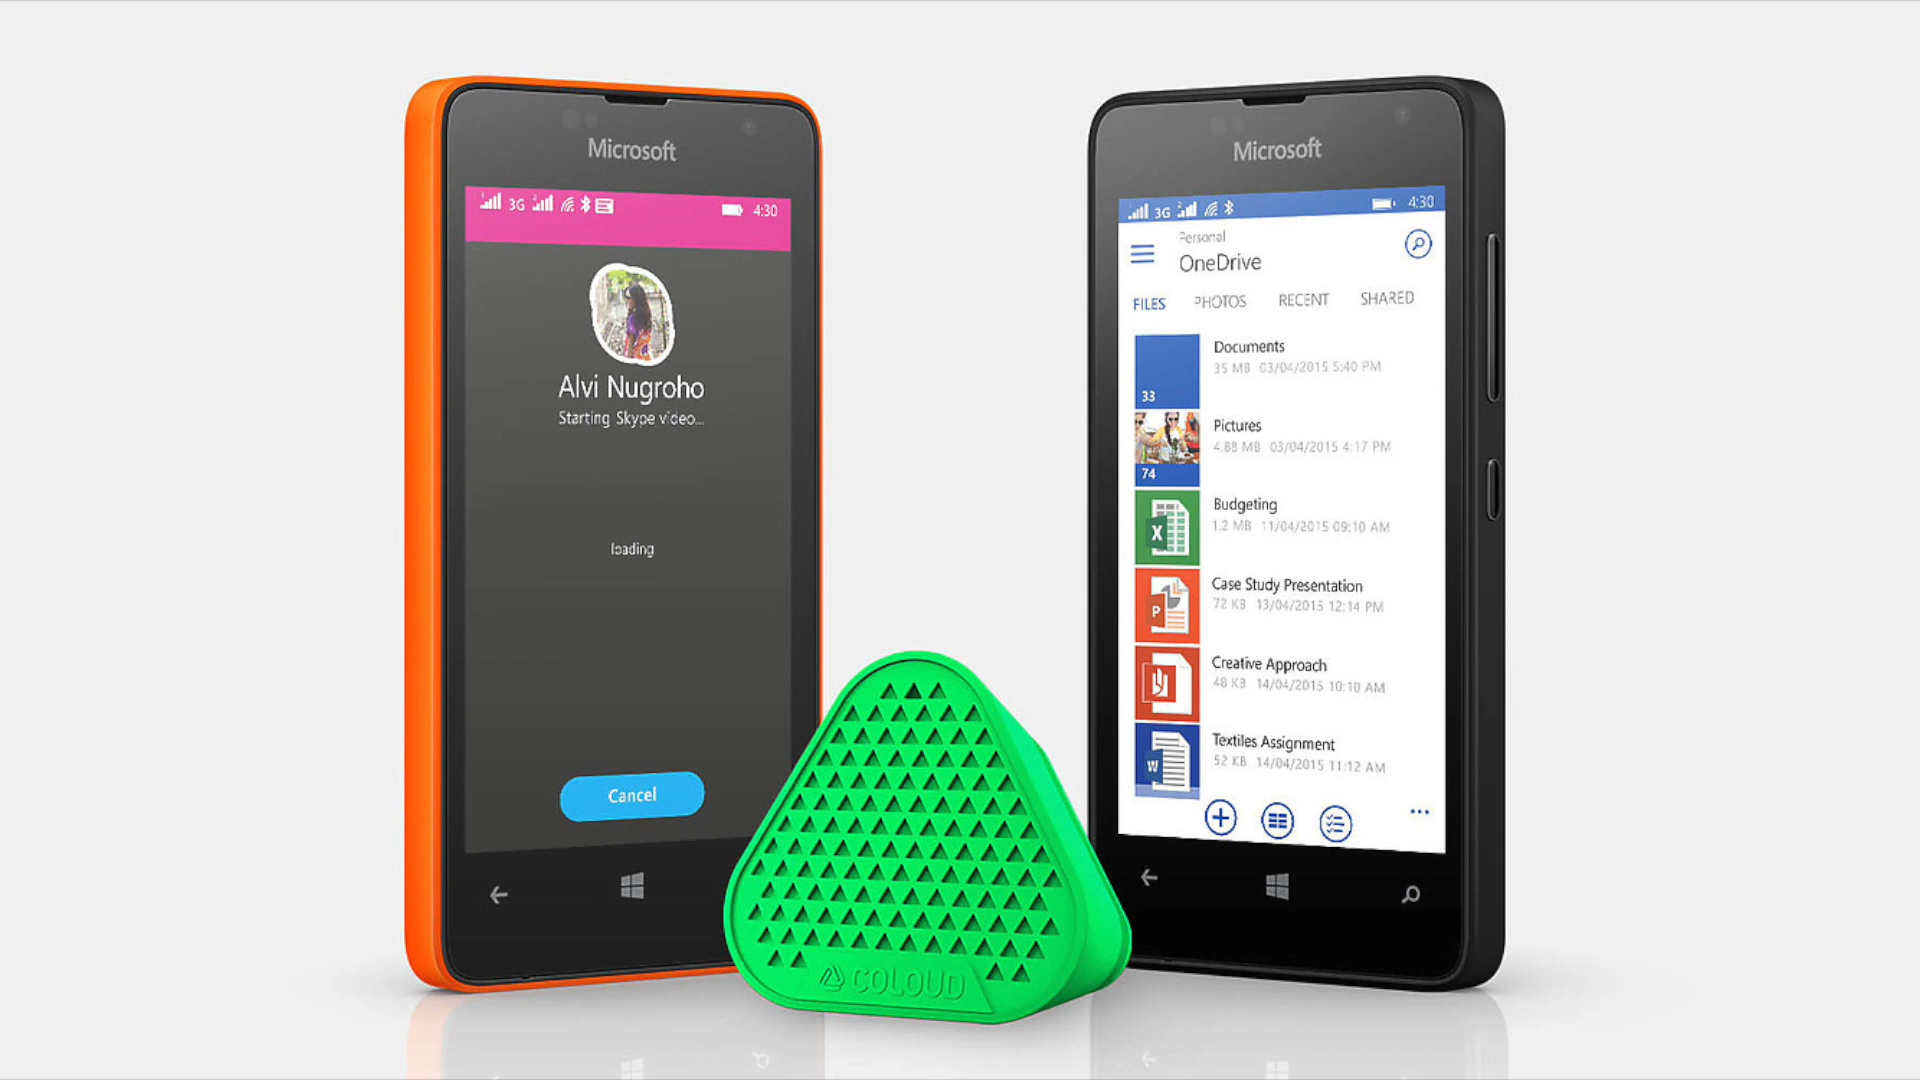 Microsoft
3G 2 4:30
Alvi Nugroho
Starting Skype video...
loading
Cancel
COLOUD
Microsoft
3G 2 4:30
Personal
OneDrive
FILES PHOTOS RECENT SHARED
33
Documents
35 MB 03/04/2015 5:40 PM
74
Pictures
4.88 MB 03/04/2015 4:17 PM
X
Budgeting
1.2 MB 11/04/2015 09:10 AM
P
Case Study Presentation
72 KB 13/04/2015 12:14 PM
Creative Approach
48 KB 14/04/2015 10:10 AM
W
Textiles Assignment
52 KB 14/04/2015 11:12 AM